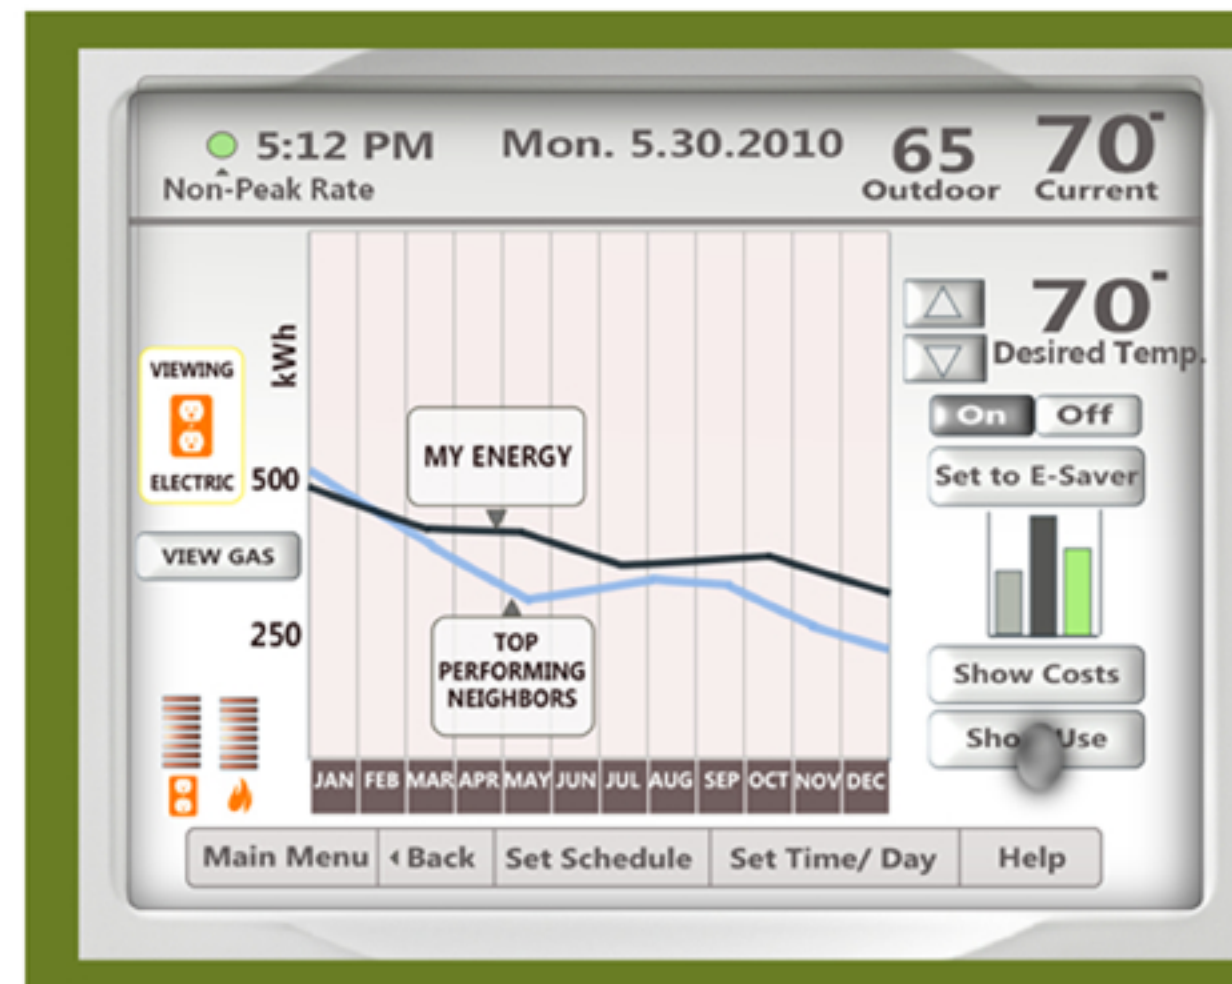 5:12 PM
Mon. 5.30.2010
65
70
Non-Peak Rate
Outdoor
Current
kWh
70
Desired Temp.
VIEWING
ELECTRIC
500
MY ENERGY
On
Off
Set to E-Saver
VIEW GAS
250
TOP
PERFORMING
NEIGHBORS
Show Costs
Show Use
JAN FEB MAR APR MAY JUN JUL AUG SEP OCT NOV DEC
Main Menu
Back
Set Schedule
Set Time/ Day
Help